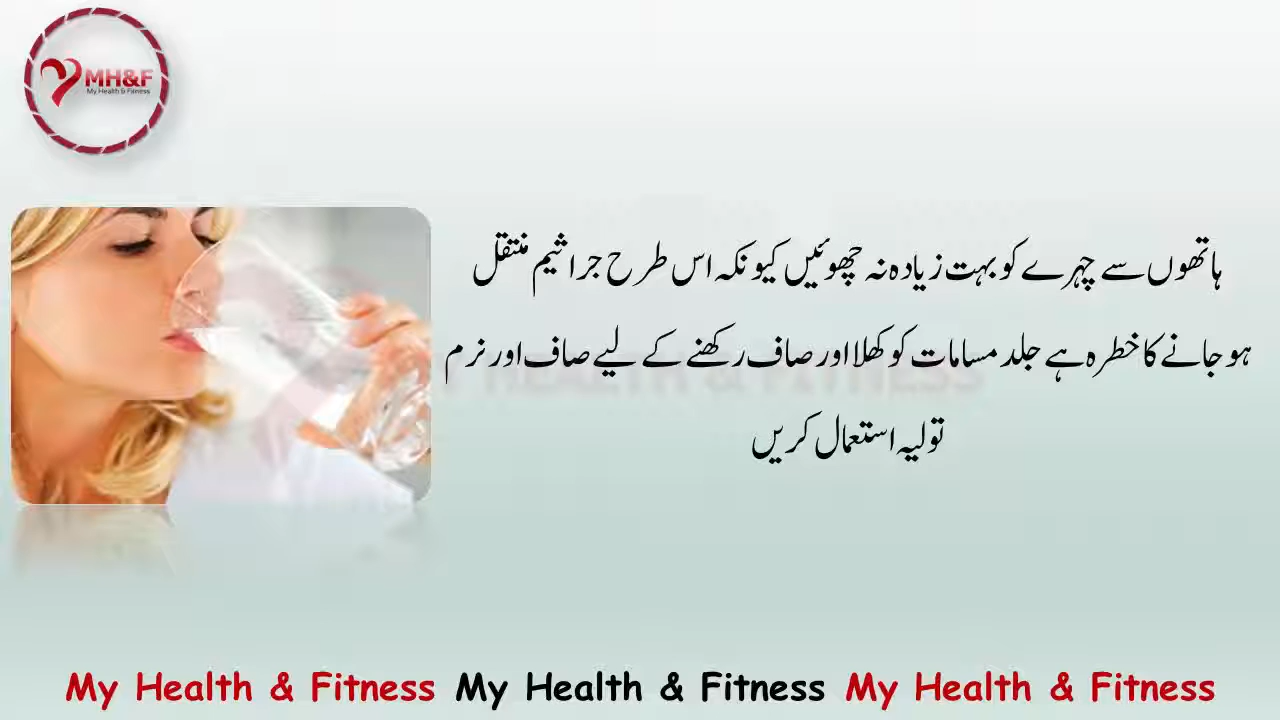 MH&F
My Health & Fitness
ہاتھوں سے چہرے کو بہت زیادہ نہ چھوئیں کیونکہ اس طرح جراثیم منتقل
ہو جانے کا خطرہ ہے جلد مسامات کو کھلا اور صاف رکھنے کے لیے صاف اور نرم
تولیہ استعمال کریں
HEALTH & FITNESS
My Health & Fitness My Health & Fitness My Health & Fitness